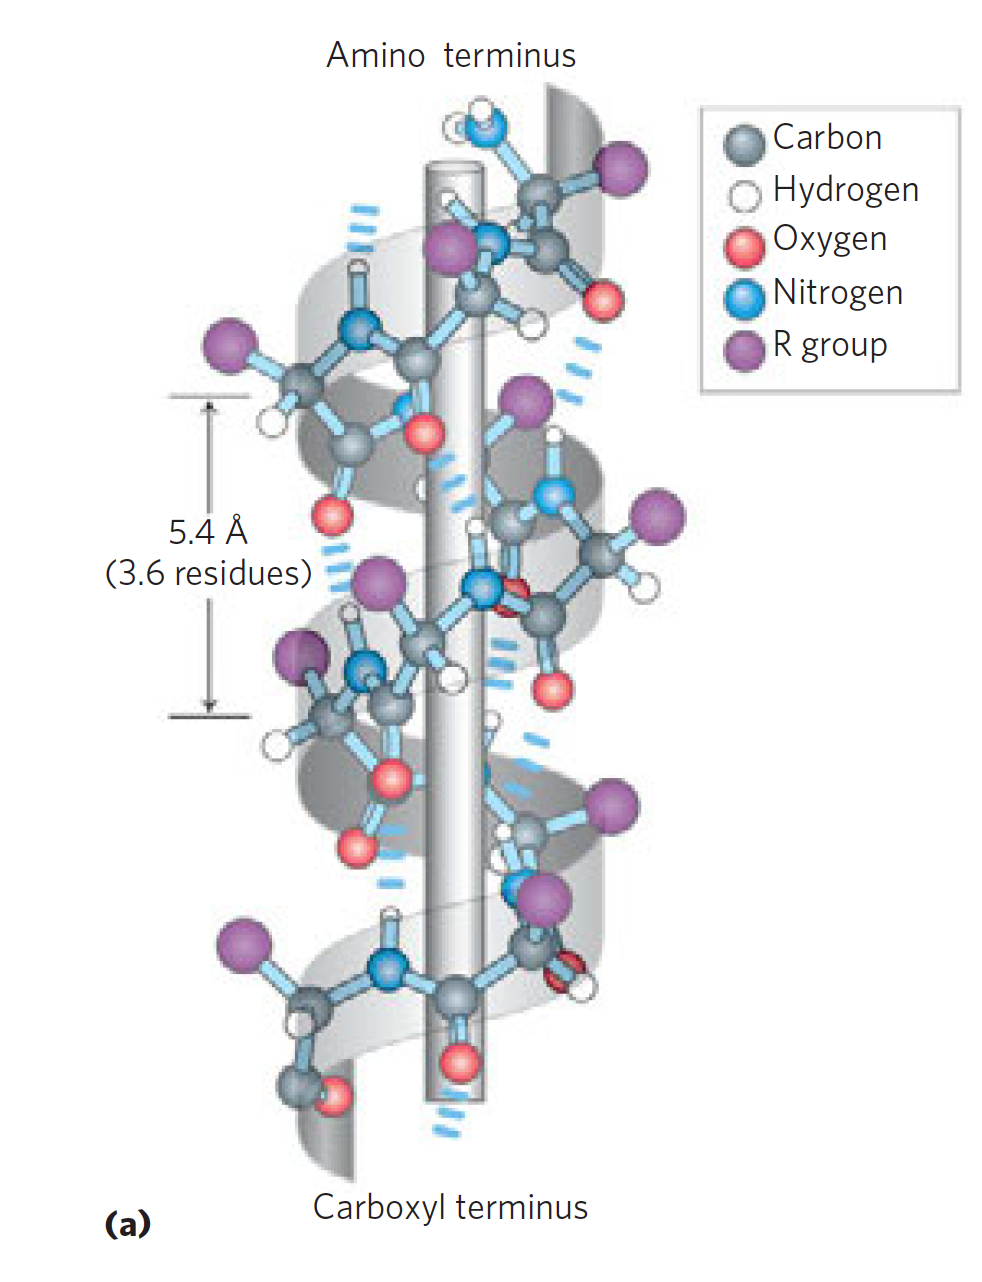 Amino terminus
Carbon
Hydrogen
Oxygen
Nitrogen
R group
5.4 Å
(3.6 residues)
Carboxyl terminus
(a)